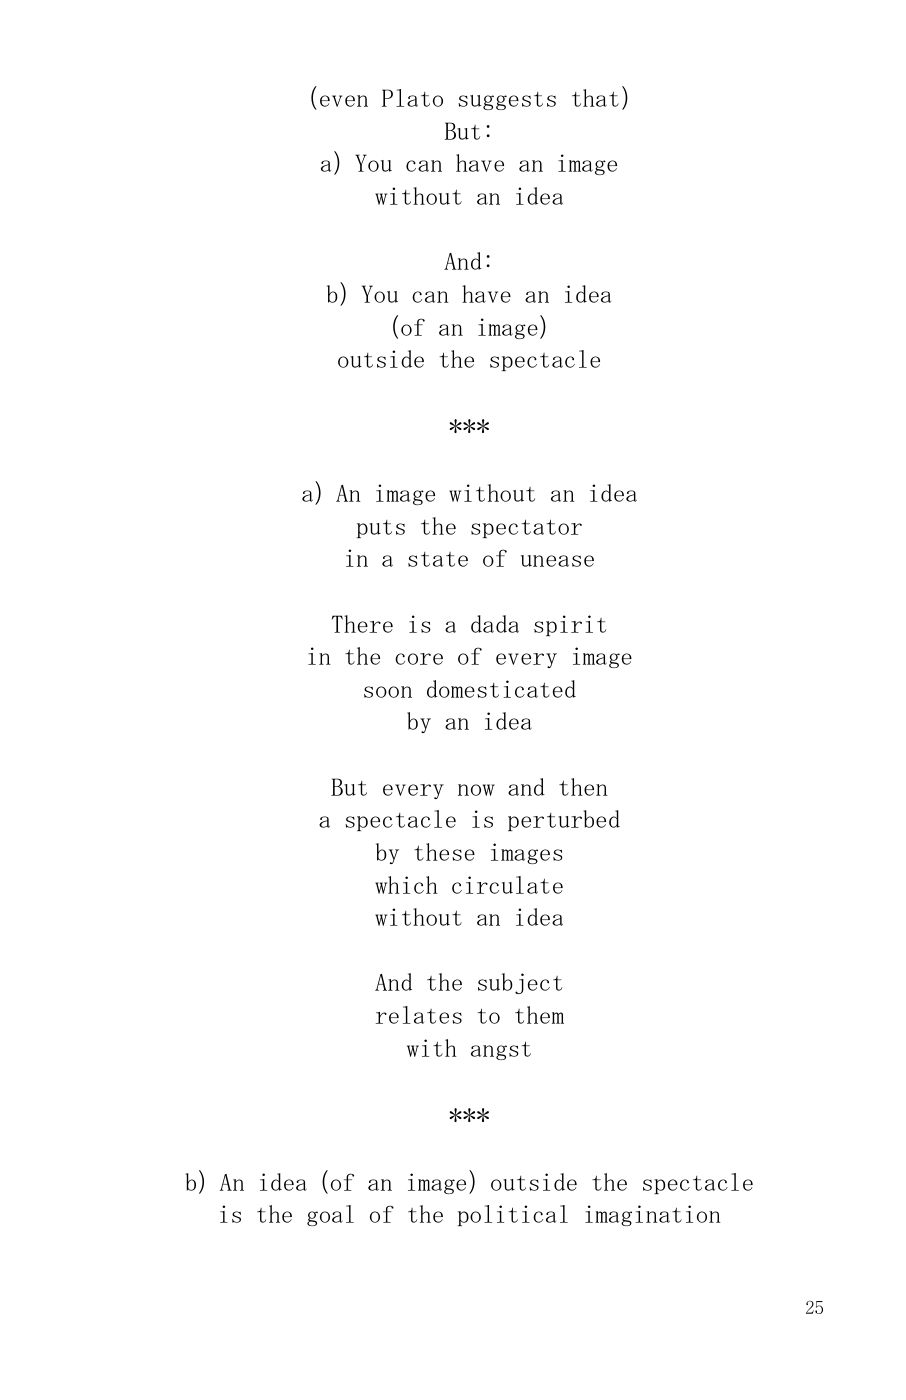 (even Plato suggests that)
But:
a) You can have an image
without an idea
And:
b) You can have an idea
(of an image)
outside the spectacle
***
a) An image without an idea
puts the spectator
in a state of unease
There is a dada spirit
in the core of every image
soon domesticated
by an idea
But every now and then
a spectacle is perturbed
by these images
which circulate
without an idea
And the subject
relates to them
with angst
***
b) An idea (of an image) outside the spectacle
is the goal of the political imagination
25